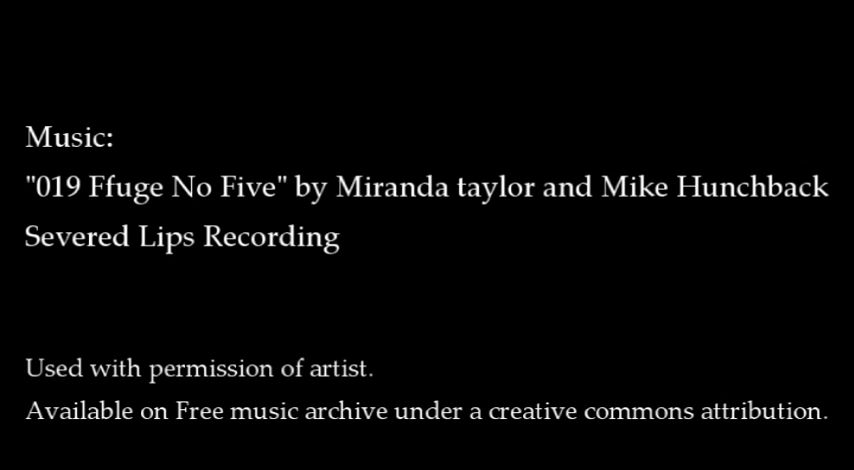 Music:
"019 Ffuge No Five" by Miranda taylor and Mike Hunchback
Severed Lips Recording
Used with permission of artist.
Available on Free music archive under a creative commons attribution.